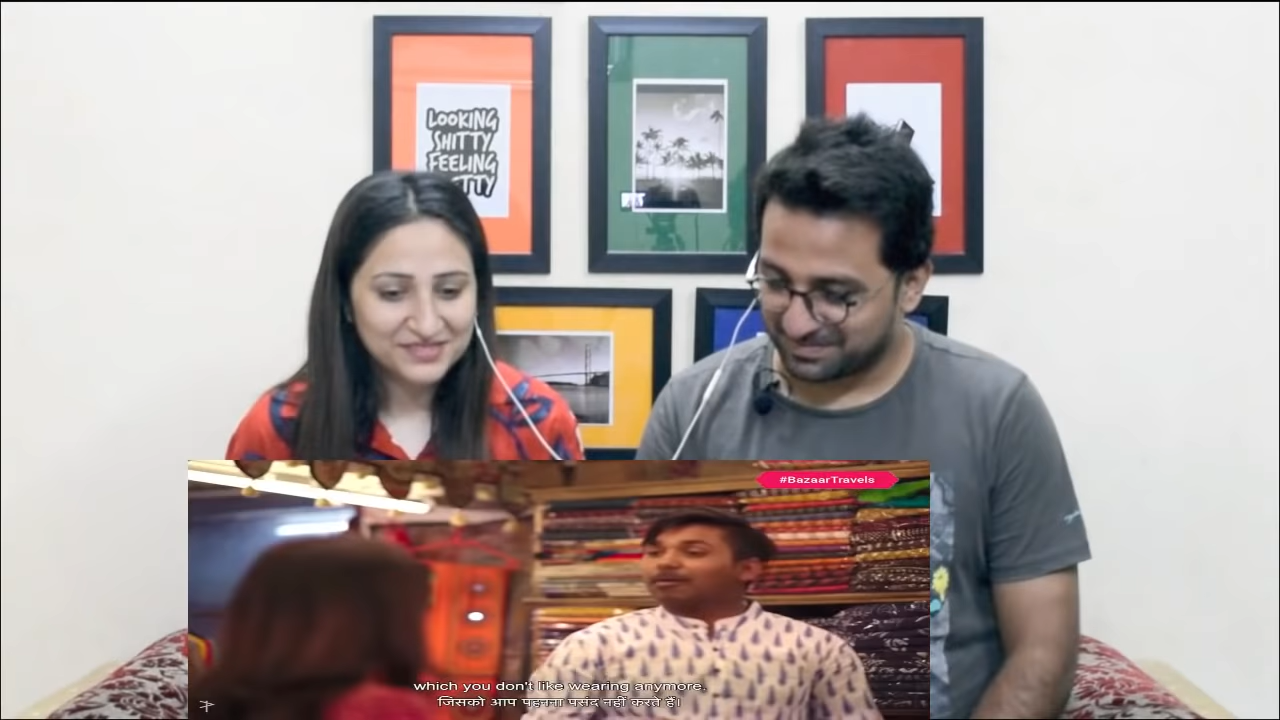 LOOKING
SHITTY
FEELING
#BazaarTravels
which you don't like wearing anymore,
जिसको आप पहनना पसंद नहीं करते हैं।